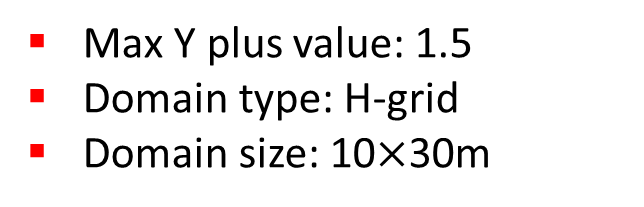 ▪ Max Y plus value: 1.5
▪ Domain type: H-grid
▪ Domain size: 10×30m